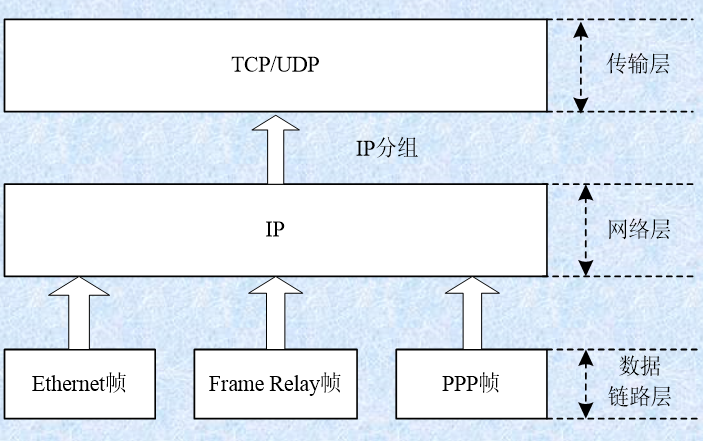 TCP/UDP
传输层
IP分组
IP
网络层
Ethernet帧
Frame Relay帧
PPP帧
数据
链路层